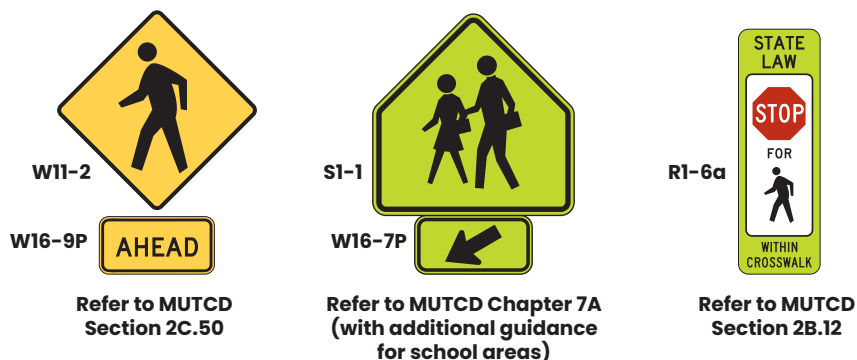 W11-2
W16-9P
AHEAD
Refer to MUTCD
Section 2C.50
S1-1
W16-7P
Refer to MUTCD Chapter 7A
(with additional guidance
for school areas)
STATE
LAW
STOP
FOR
R1-6a
WITHIN
CROSSWALK
Refer to MUTCD
Section 2B.12